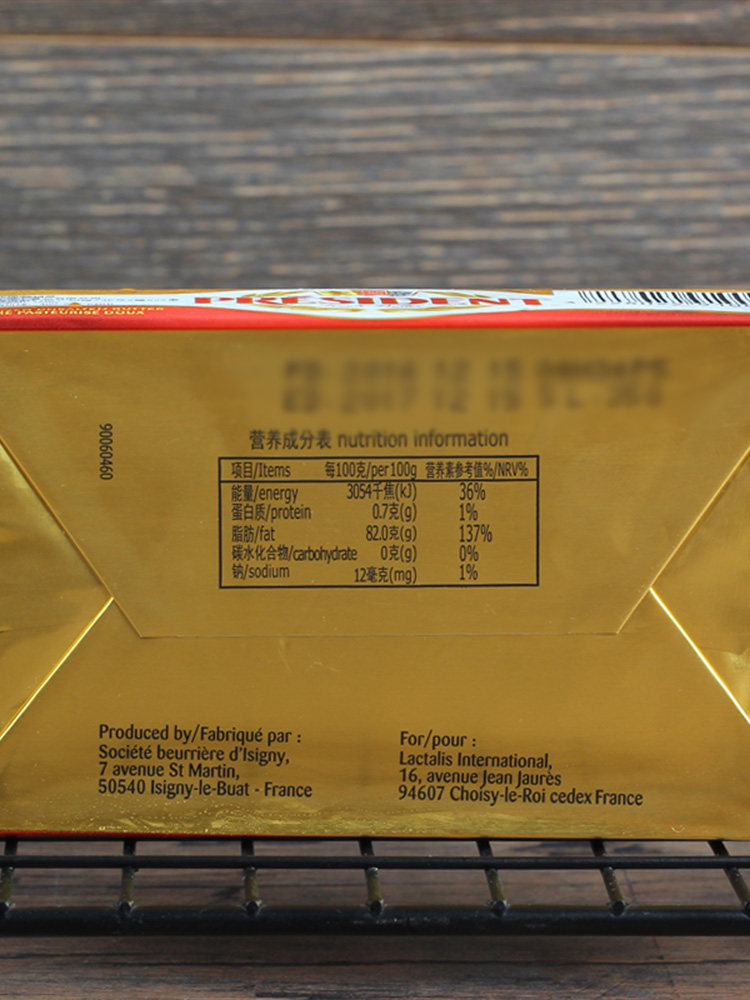 PRÉSIDENT
PASTEURISÉ DOUX
90060460
营养成分表 nutrition information
项目/Items 每100克/per100g 营养素参考值%/NRV%
能量/energy 3054千焦(kJ) 36%
蛋白质/protein 0.7克(g) 1%
脂肪/fat 82.0克(g) 137%
碳水化合物/carbohydrate 0克(g) 0%
钠/sodium 12毫克(mg) 1%
Produced by/Fabriqué par :
Société beurrière d'Isigny,
7 avenue St Martin,
50540 Isigny-le-Buat - France
For/pour :
Lactalis International,
16, avenue Jean Jaurès
94607 Choisy-le-Roi cedex France